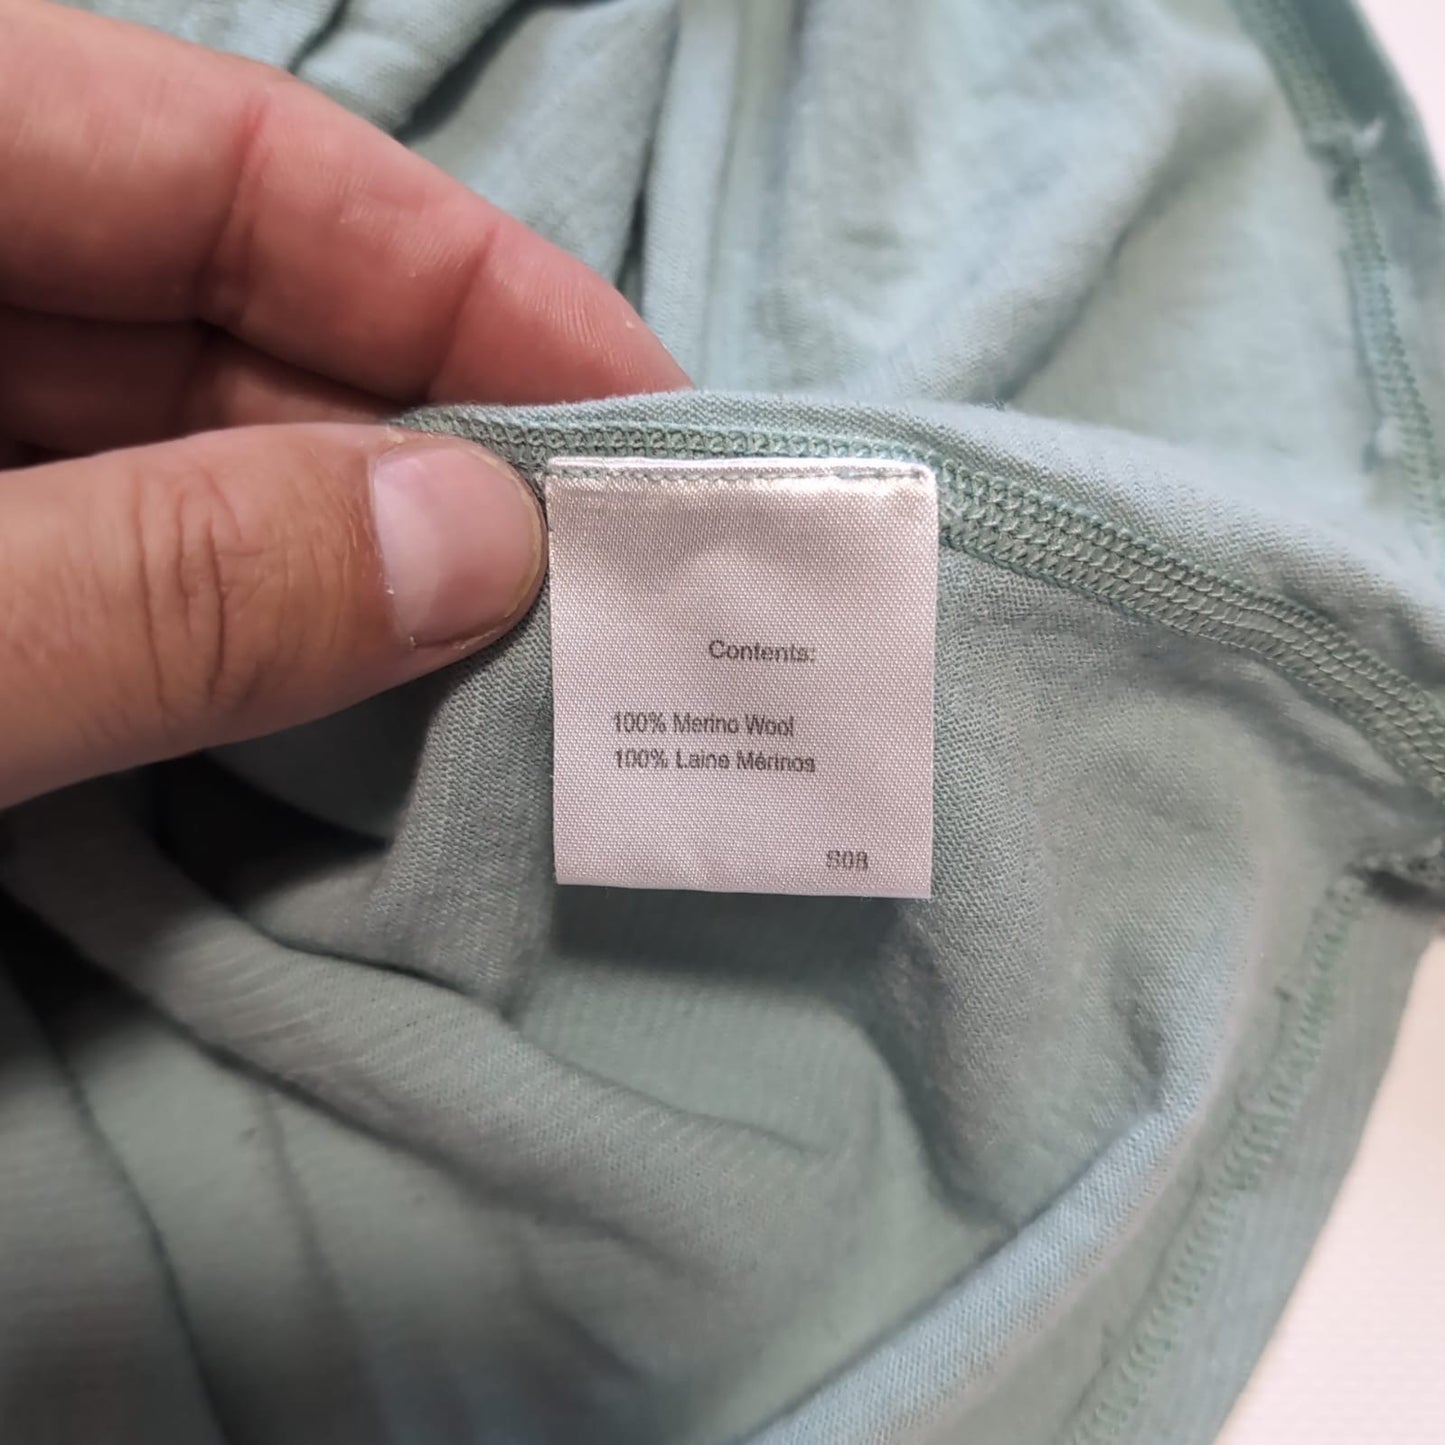 Contents:
100% Merino Wool
100% Laine Mérinos
S08